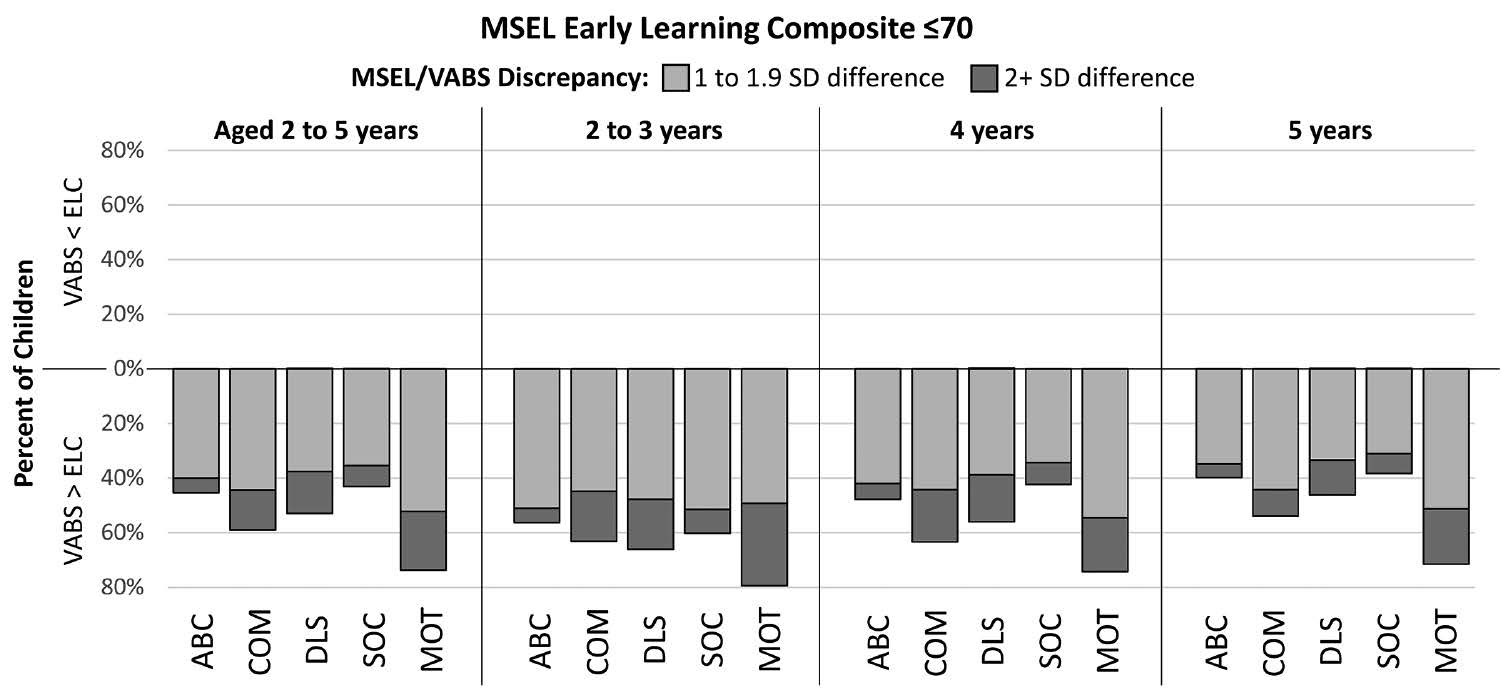 MSEL Early Learning Composite ≤70
MSEL/VABS Discrepancy: 1 to 1.9 SD difference 2+ SD difference
Aged 2 to 5 years 2 to 3 years 4 years 5 years
Percent of Children
VABS < ELC
VABS > ELC
80%
60%
40%
20%
0%
20%
40%
60%
80%
ABC COM DLS SOC MOT ABC COM DLS SOC MOT ABC COM DLS SOC MOT ABC COM DLS SOC MOT